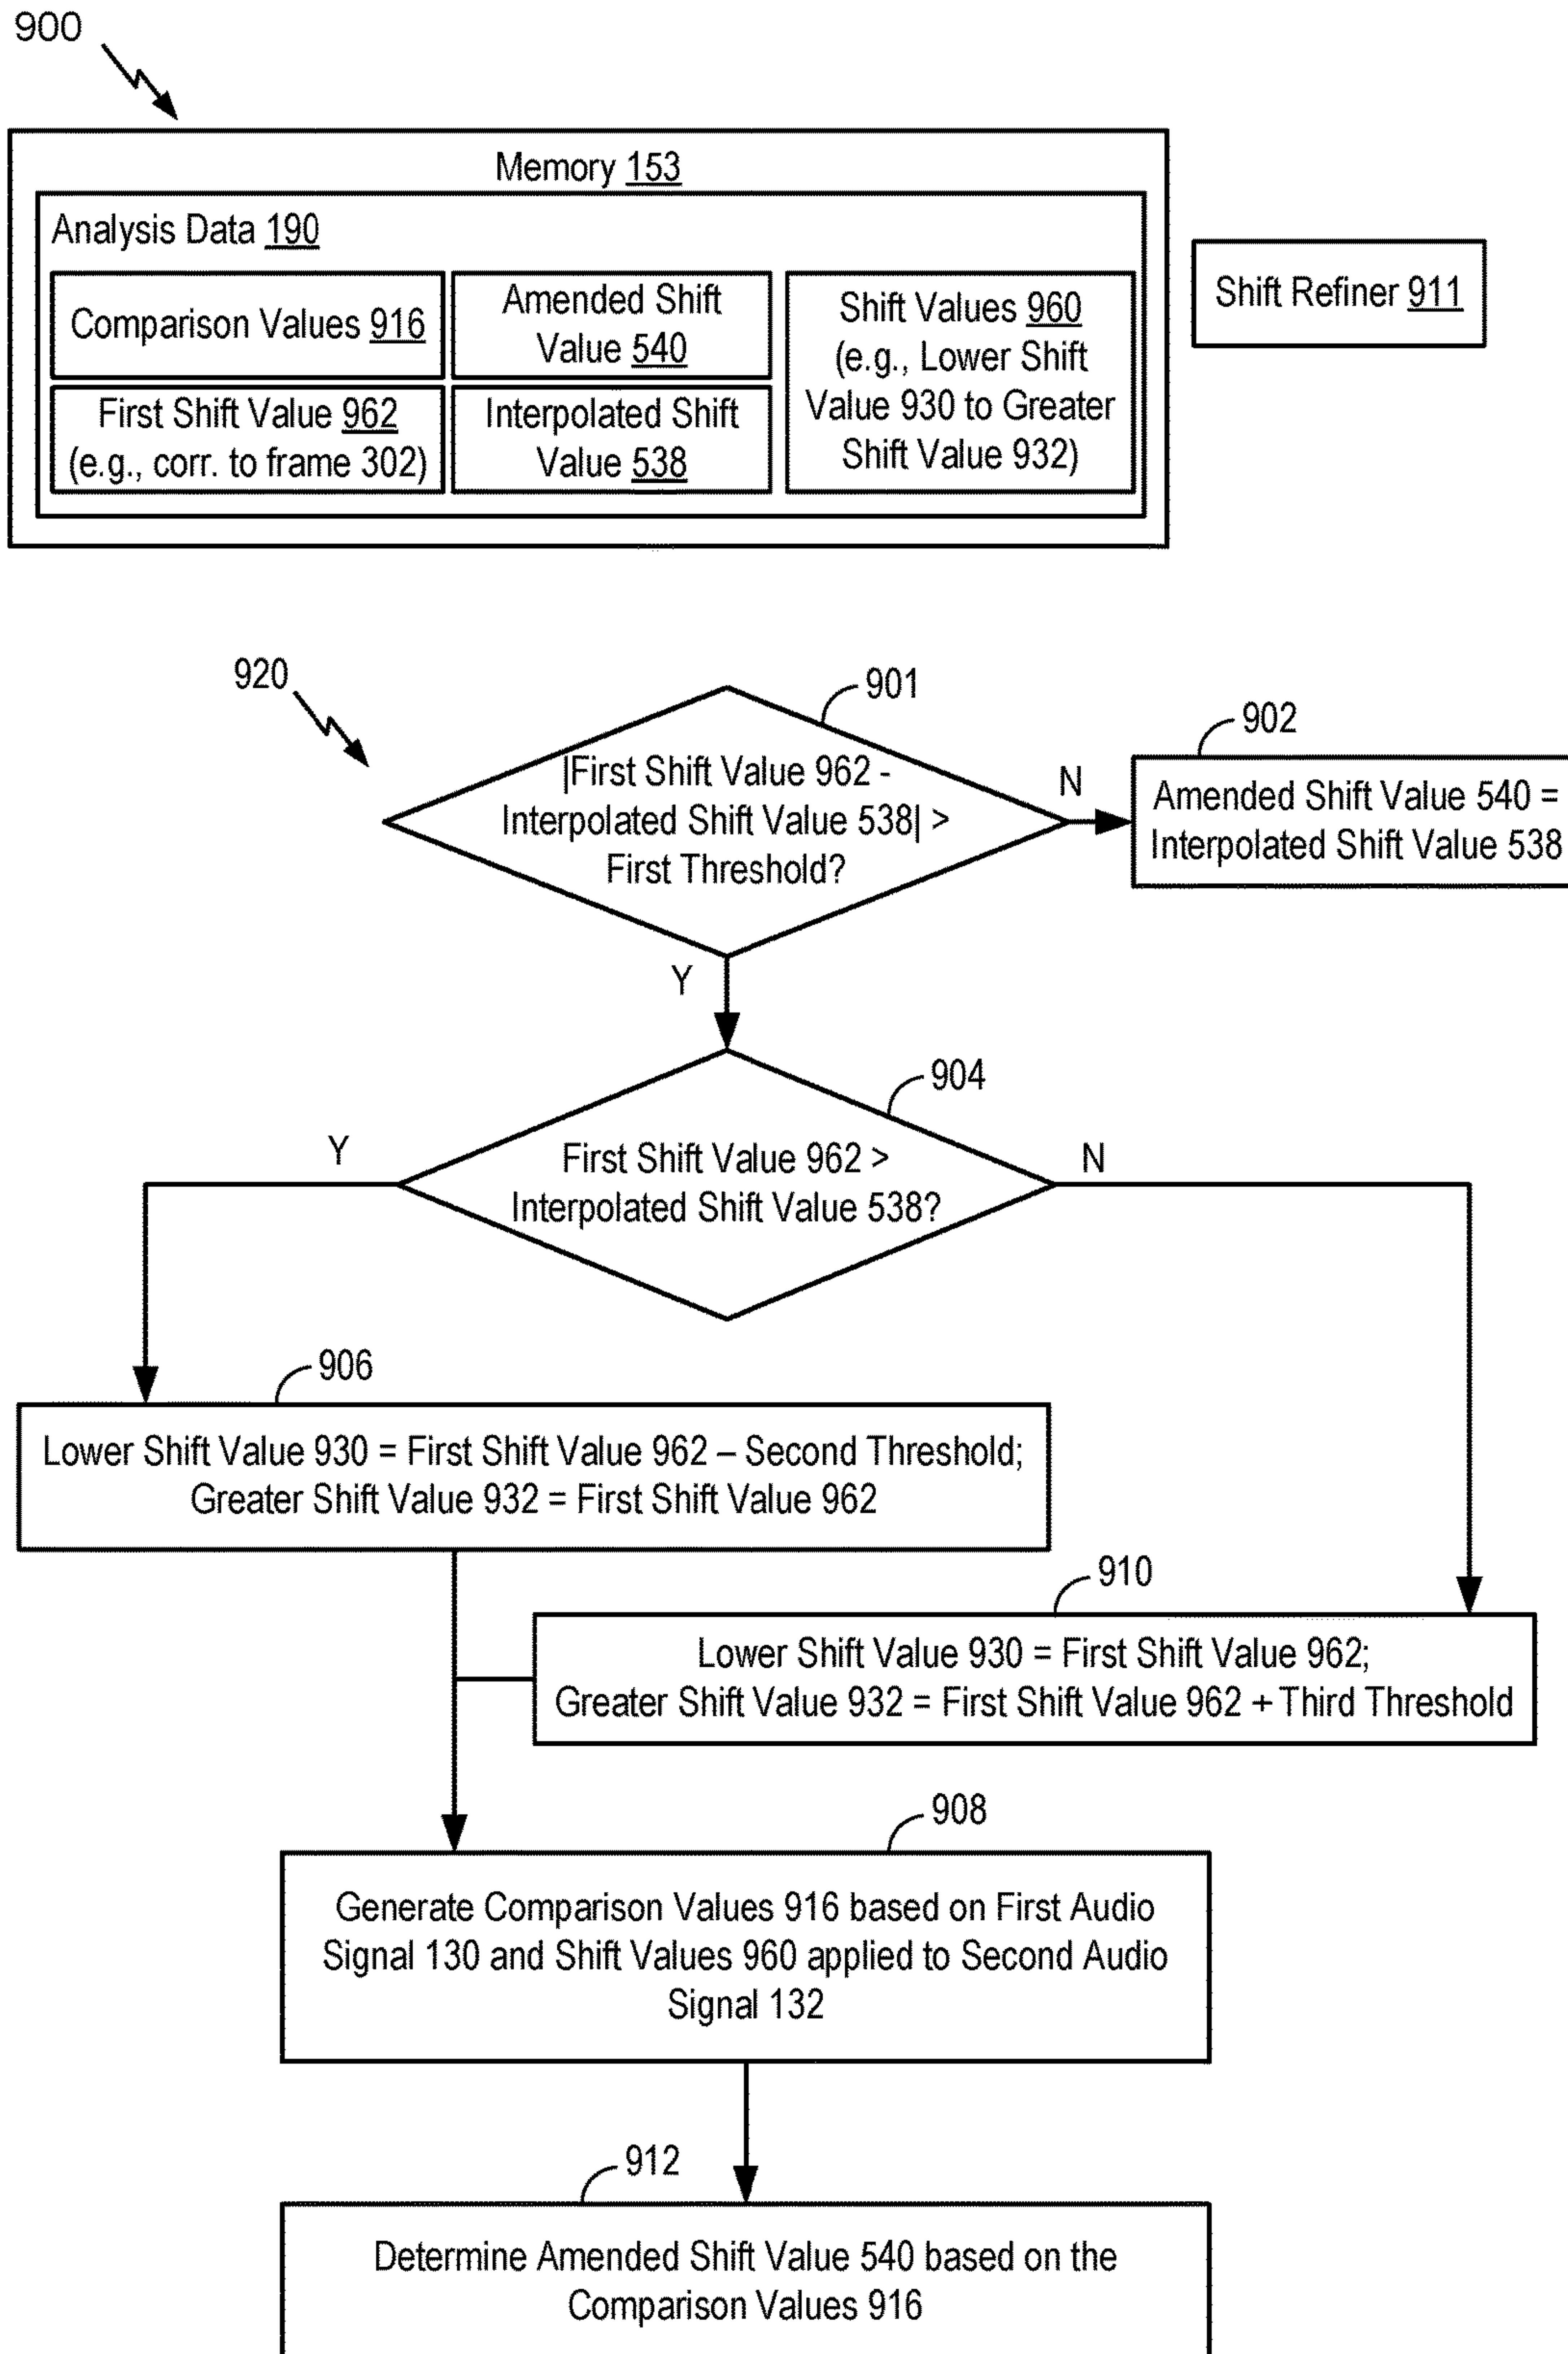 900
Memory 153
Analysis Data 190
Comparison Values 916
Amended Shift
Value 540
Shift Values 960
(e.g., Lower Shift
Value 930 to Greater
Shift Value 932)
First Shift Value 962
(e.g., corr. to frame 302)
Interpolated Shift
Value 538
Shift Refiner 911
920
901
|First Shift Value 962 -
Interpolated Shift Value 538| >
First Threshold?
N
902
Amended Shift Value 540 =
Interpolated Shift Value 538
Y
904
First Shift Value 962 >
Interpolated Shift Value 538?
Y
N
906
Lower Shift Value 930 = First Shift Value 962 – Second Threshold;
Greater Shift Value 932 = First Shift Value 962
910
Lower Shift Value 930 = First Shift Value 962;
Greater Shift Value 932 = First Shift Value 962 + Third Threshold
908
Generate Comparison Values 916 based on First Audio
Signal 130 and Shift Values 960 applied to Second Audio
Signal 132
912
Determine Amended Shift Value 540 based on the
Comparison Values 916